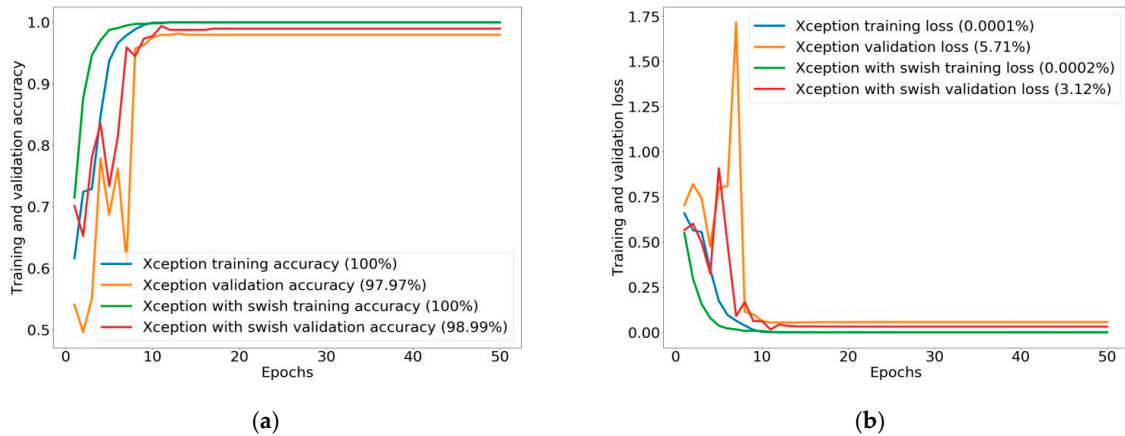 Training and validation accuracy
1.0
0.9
0.8
0.7
0.6
0.5
Xception training accuracy (100%)
Xception validation accuracy (97.97%)
Xception with swish training accuracy (100%)
Xception with swish validation accuracy (98.99%)
0 10 20 30 40 50
Epochs
(a)
Training and validation loss
1.75
1.50
1.25
1.00
0.75
0.50
0.25
0.00
Xception training loss (0.0001%)
Xception validation loss (5.71%)
Xception with swish training loss (0.0002%)
Xception with swish validation loss (3.12%)
0 10 20 30 40 50
Epochs
(b)